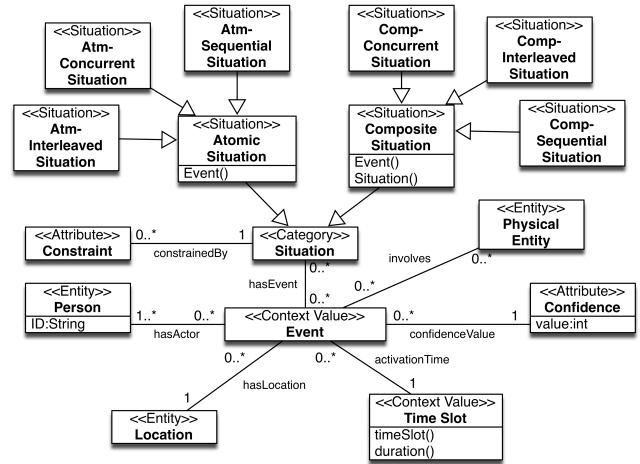 <<Situation>>
Atm-
Concurrent
Situation
<<Situation>>
Atm-
Sequential
Situation
<<Situation>>
Comp-
Concurrent
Situation
<<Situation>>
Comp-
Interleaved
Situation
<<Situation>>
Atm-
Interleaved
Situation
<<Situation>>
Atomic
Situation
Event()
<<Situation>>
Composite
Situation
Event()
Situation()
<<Situation>>
Comp-
Sequential
Situation
<<Attribute>>
Constraint
0..*
1
constrainedBy
<<Category>>
Situation
<<Entity>>
Physical
Entity
0..*
hasEvent
0..*
involves
0..*
0..*
<<Entity>>
Person
ID:String
1..*
0..*
hasActor
<<Context Value>>
Event
0..*
1
confidenceValue
<<Attribute>>
Confidence
value:int
0..*
hasLocation
1
0..*
activationTime
1
<<Entity>>
Location
<<Context Value>>
Time Slot
timeSlot()
duration()